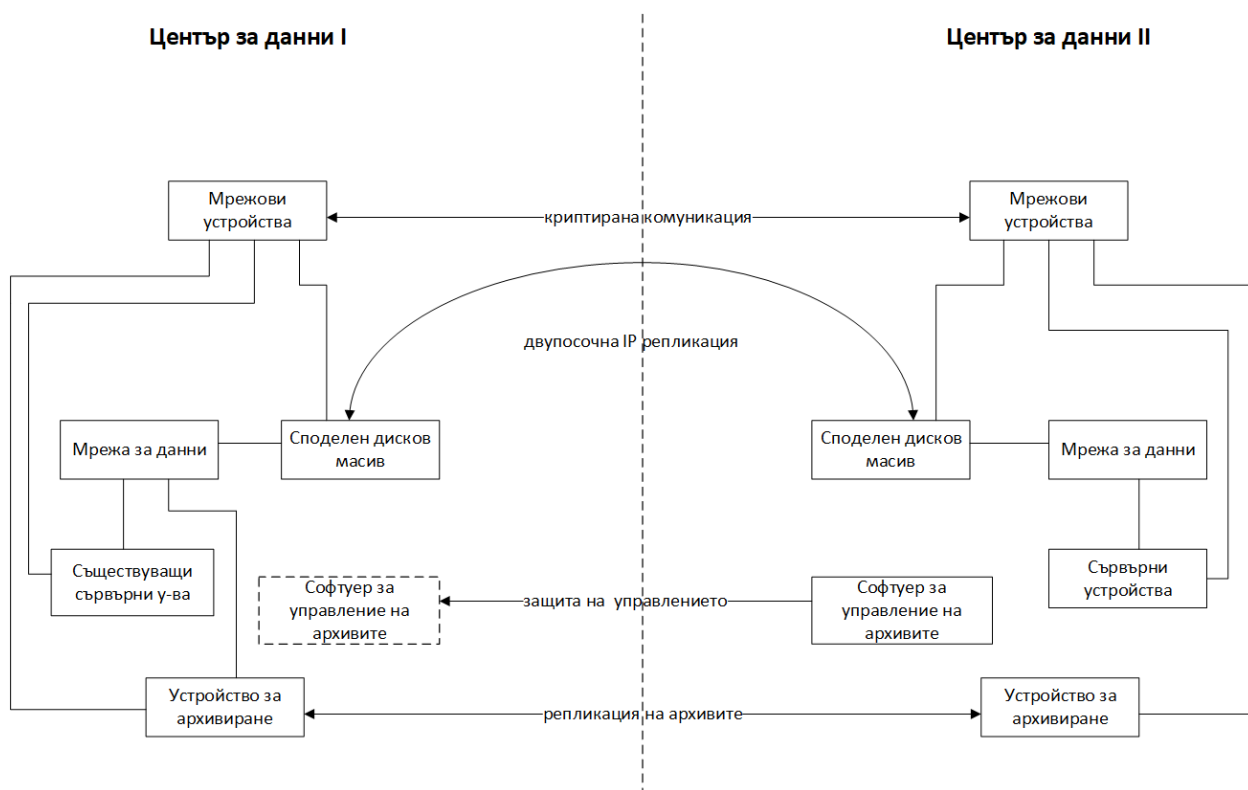 Център за данни I
Център за данни II
Мрежови
устройства
криптирана комуникация
Мрежови
устройства
двупосочна IP репликация
Мрежа за данни
Споделен дисков
масив
Споделен дисков
масив
Мрежа за данни
Съществуващи
сървърни у-ва
Софтуер за
управление на
архивите
защита на управлението
Софтуер за
управление на
архивите
Сървърни
устройства
Устройство за
архивиране
репликация на архивите
Устройство за
архивиране